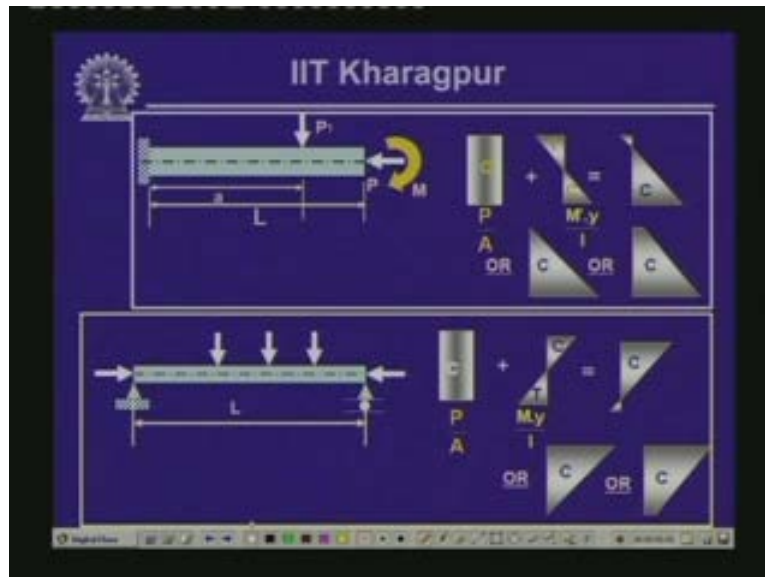 IIT Kharagpur
P₁
P
M
a
L
C + = C
P/A
M'.y/I
OR C OR C
L
C + C T = C
P/A
M.y/I
OR C OR C